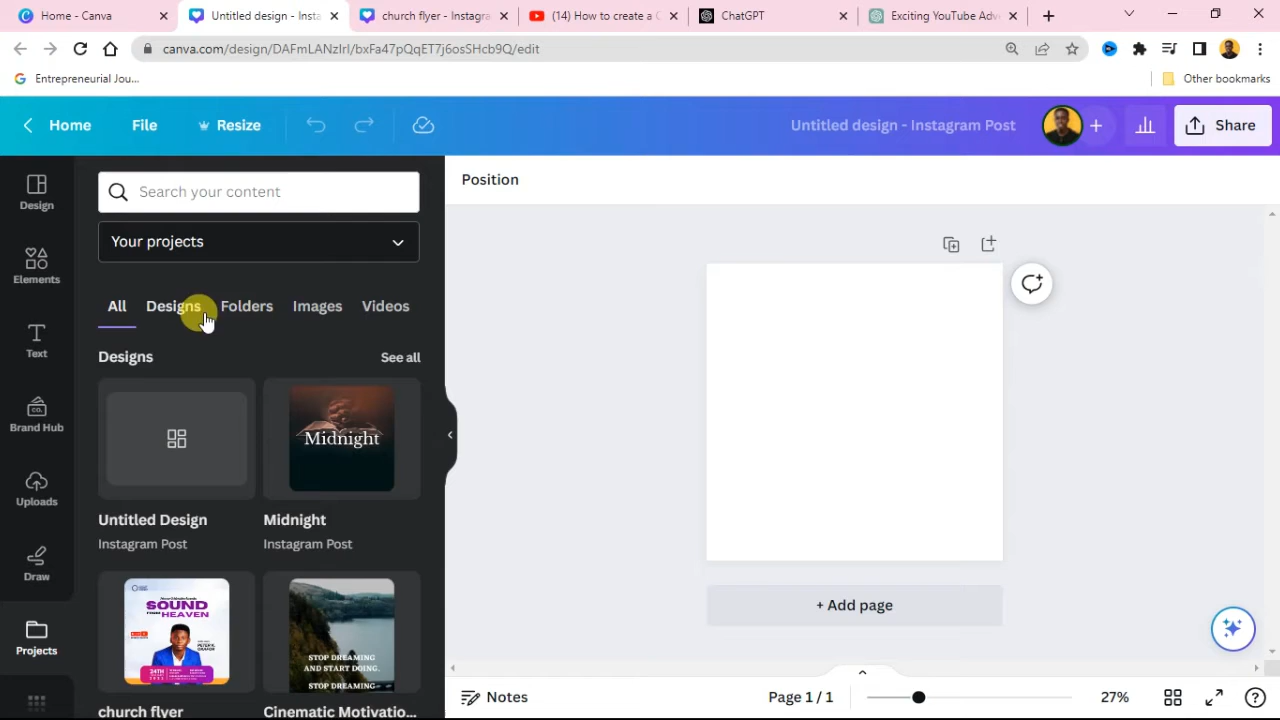 Home - Canva
Untitled design - Insta
church flyer - Instagra
(14) How to create a C
ChatGPT
Exciting YouTube Adv
canva.com/design/DAFmLANzIrI/bxFa47pQqET7j6osSHcb9Q/edit
Entrepreneurial Jou...
Other bookmarks
Home
File
Resize
Untitled design - Instagram Post
Share
Design
Elements
Text
Brand Hub
Uploads
Draw
Projects
Search your content
Your projects
All
Designs
Folders
Images
Videos
Designs
See all
Midnight
Untitled Design
Instagram Post
Midnight
Instagram Post
SOUND
HEAVEN
STOP DREAMING
AND START DOING.
STOP DREAMING
church flyer
Cinematic Motivatio...
Position
+ Add page
Notes
Page 1 / 1
27%